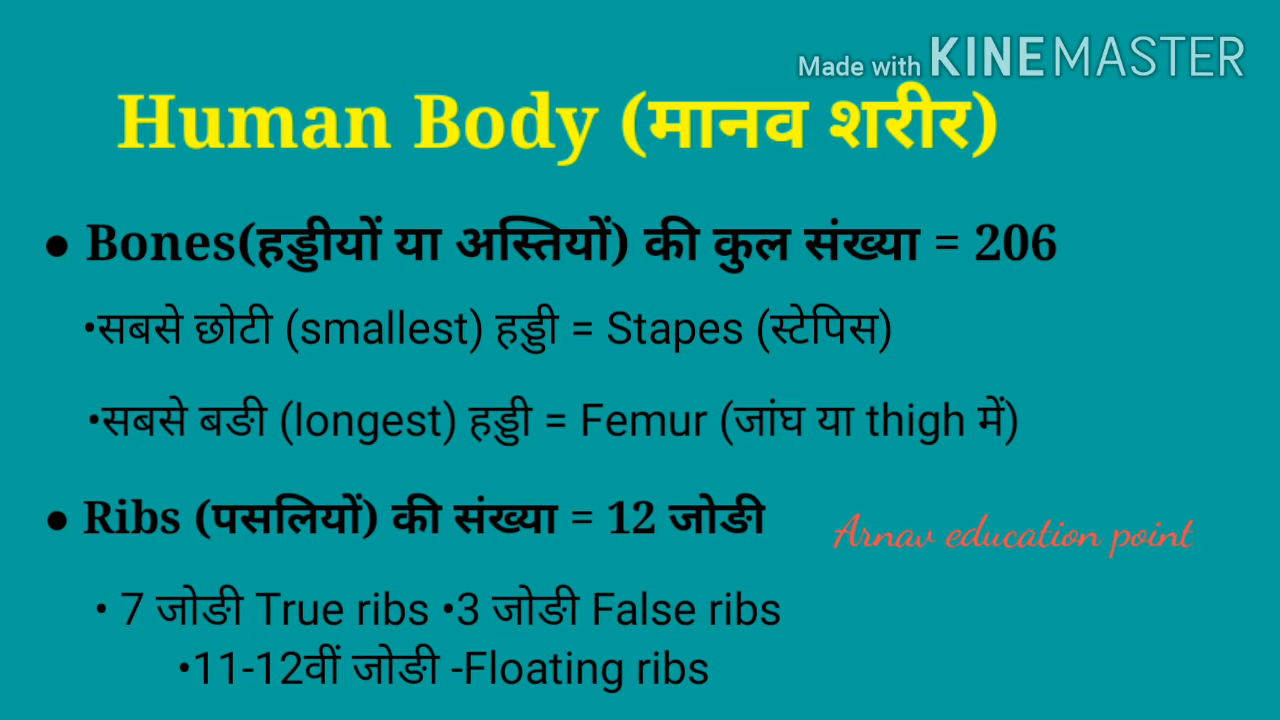 Made with KINEMASTER
Human Body (मानव शरीर)
● Bones(हड्डीयों या अस्तियों) की कुल संख्या = 206
•सबसे छोटी (smallest) हड्डी = Stapes (स्टेपिस)
•सबसे बङी (longest) हड्डी = Femur (जांघ या thigh में)
● Ribs (पसलियों) की संख्या = 12 जोङी
Arnav education point
• 7 जोङी True ribs •3 जोङी False ribs
•11-12वीं जोङी -Floating ribs